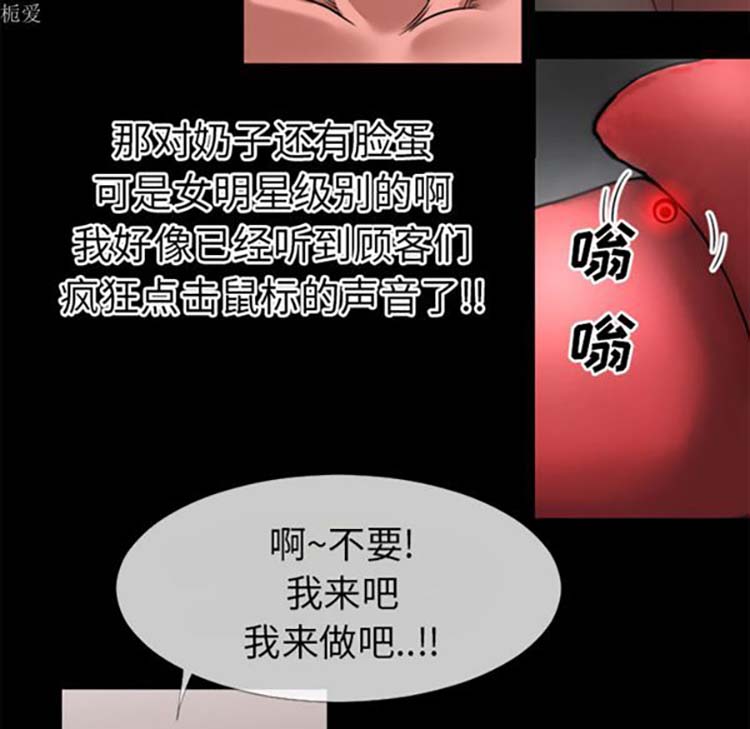 栀爱
那对奶子还有脸蛋
可是女明星级别的啊
我好像已经听到顾客们
疯狂点击鼠标的声音了!!
嗡
嗡
啊~不要!
我来吧
我来做吧..!!